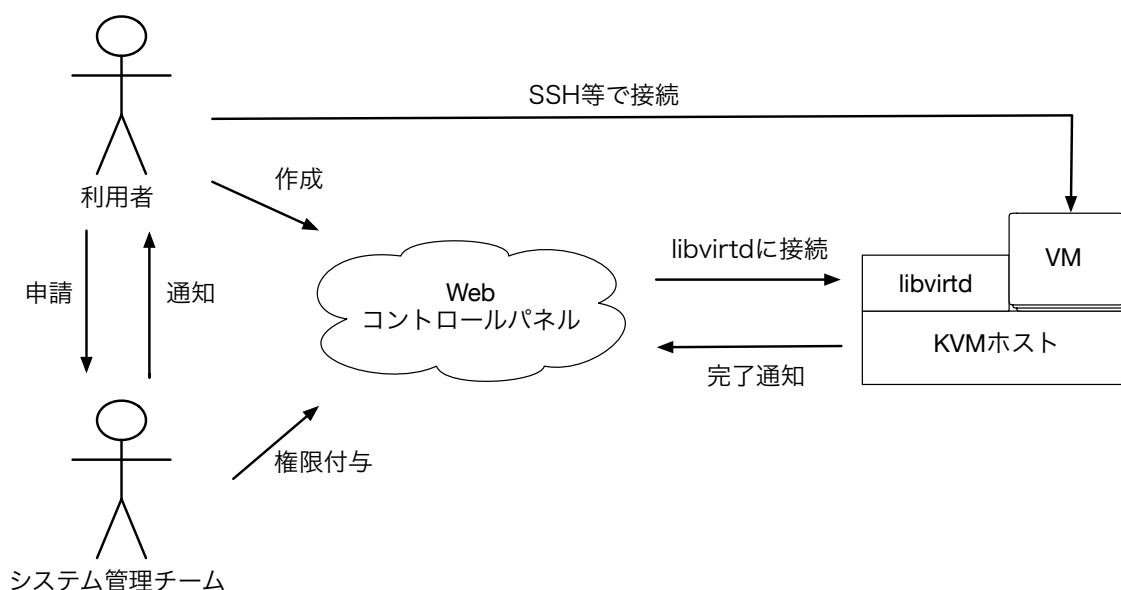 SSH等で接続
作成
利用者
libvirtdに接続
VM
申請
通知
Web
コントロールパネル
libvirtd
KVMホスト
完了通知
権限付与
システム管理チーム